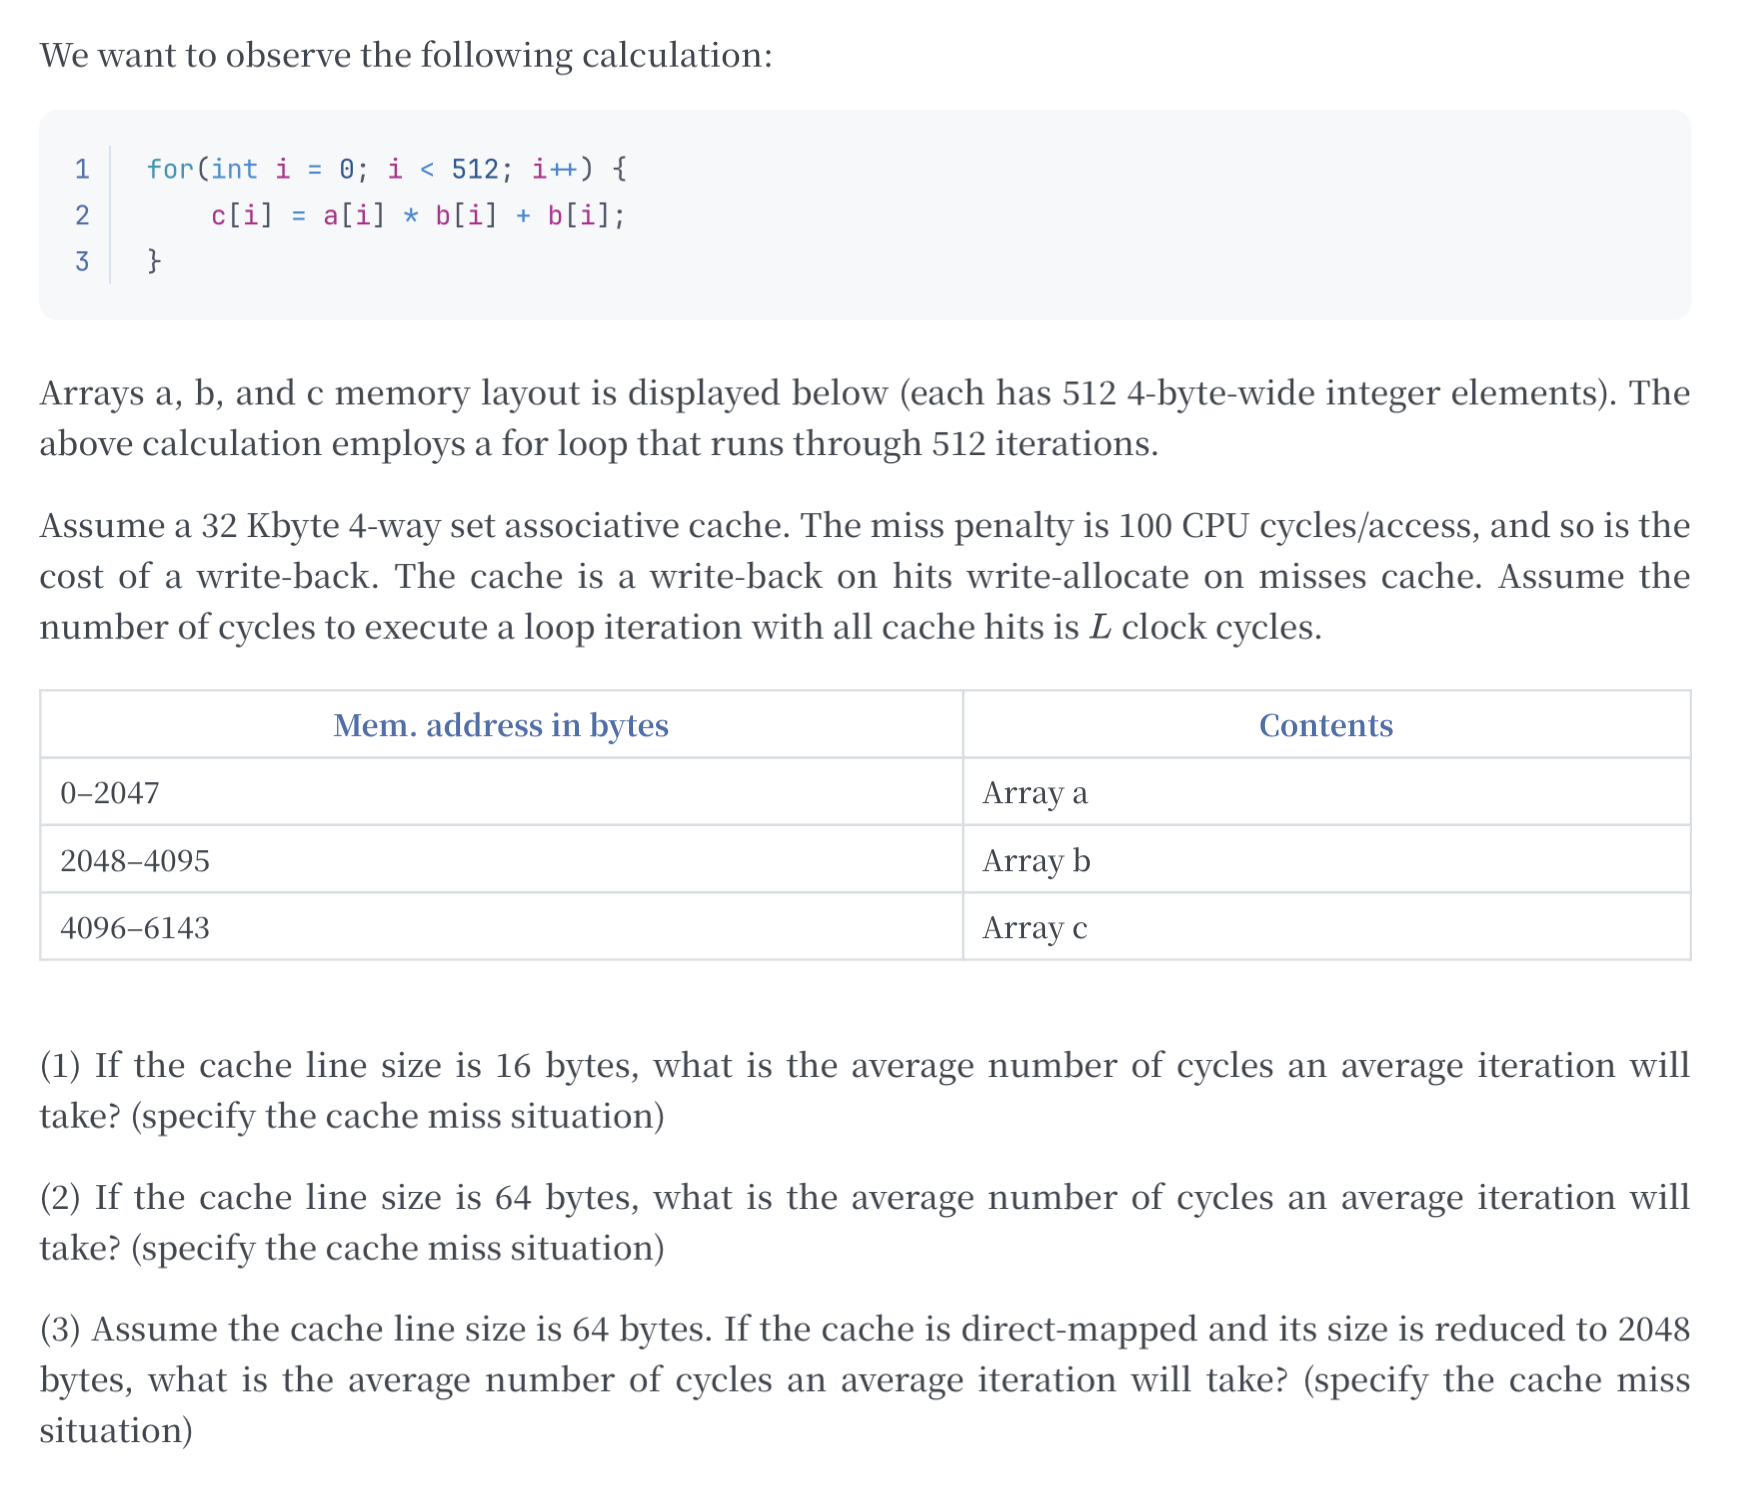 We want to observe the following calculation:
1 for(int i = 0; i < 512; i++) {
2 c[i] = a[i] * b[i] + b[i];
3 }
Arrays a, b, and c memory layout is displayed below (each has 512 4-byte-wide integer elements). The
above calculation employs a for loop that runs through 512 iterations.
Assume a 32 Kbyte 4-way set associative cache. The miss penalty is 100 CPU cycles/access, and so is the
cost of a write-back. The cache is a write-back on hits write-allocate on misses cache. Assume the
number of cycles to execute a loop iteration with all cache hits is L clock cycles.
Mem. address in bytes Contents
0–2047 Array a
2048–4095 Array b
4096–6143 Array c
(1) If the cache line size is 16 bytes, what is the average number of cycles an average iteration will
take? (specify the cache miss situation)
(2) If the cache line size is 64 bytes, what is the average number of cycles an average iteration will
take? (specify the cache miss situation)
(3) Assume the cache line size is 64 bytes. If the cache is direct-mapped and its size is reduced to 2048
bytes, what is the average number of cycles an average iteration will take? (specify the cache miss
situation)